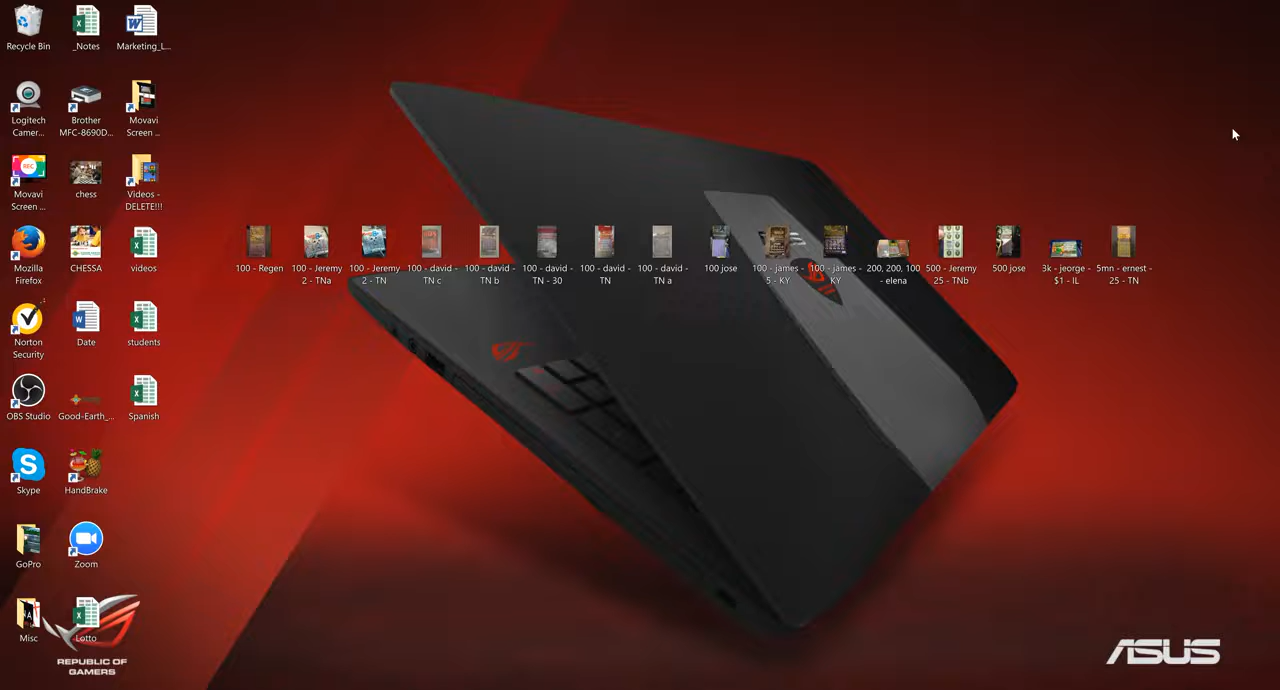 Recycle Bin
_Notes
Marketing_L...
Logitech
Camer...
Brother
MFC-8690D...
Movavi
Screen ...
Movavi
Screen ...
chess
Videos -
DELETE!!!
Mozilla
Firefox
CHESSA
videos
100 - Regen
100 - Jeremy
2 - TNa
100 - Jeremy
2 - TN
100 - david -
TN c
100 - david -
TN b
100 - david -
TN - 30
100 - david -
TN
100 - david -
TN a
100 jose
100 - james -
5 - KY
100 - james -
KY
200, 200, 100
- elena
500 - Jeremy
25 - TNb
500 jose
3k - jeorge -
$1 - IL
5mn - ernest -
25 - TN
Norton
Security
Date
students
OBS Studio
Good-Earth_...
Spanish
Skype
HandBrake
GoPro
Zoom
Misc
Lotto
REPUBLIC OF
GAMERS
ASUS